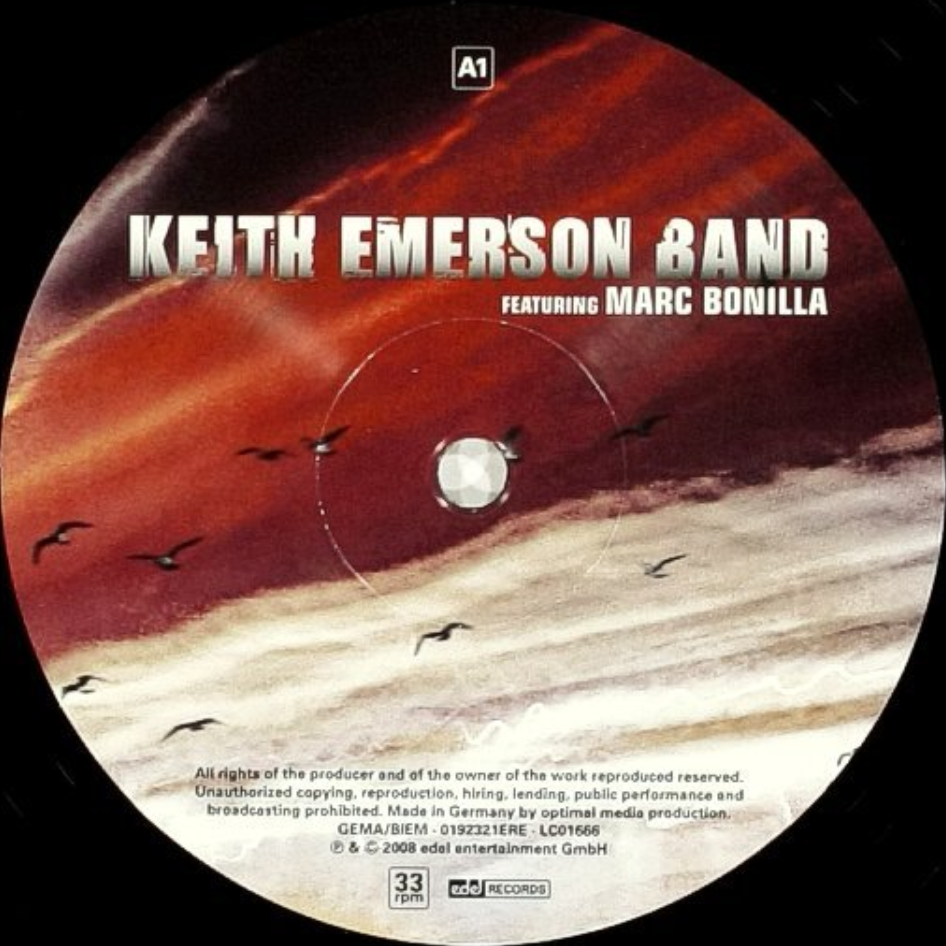 A1
KEITH EMERSON BAND
FEATURING MARC BONILLA
All rights of the producer and of the owner of the work reproduced reserved.
Unauthorized copying, reproduction, hiring, lending, public performance and
broadcasting prohibited. Made in Germany by optimal media production.
GEMA/BIEM - 0192321ERE - LC01666
℗ & © 2008 edel entertainment GmbH
33 rpm
edel RECORDS